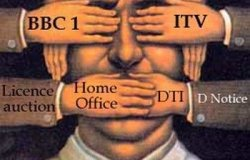 BBC 1 ITV
Licence auction
Home Office
DTI
D Notice